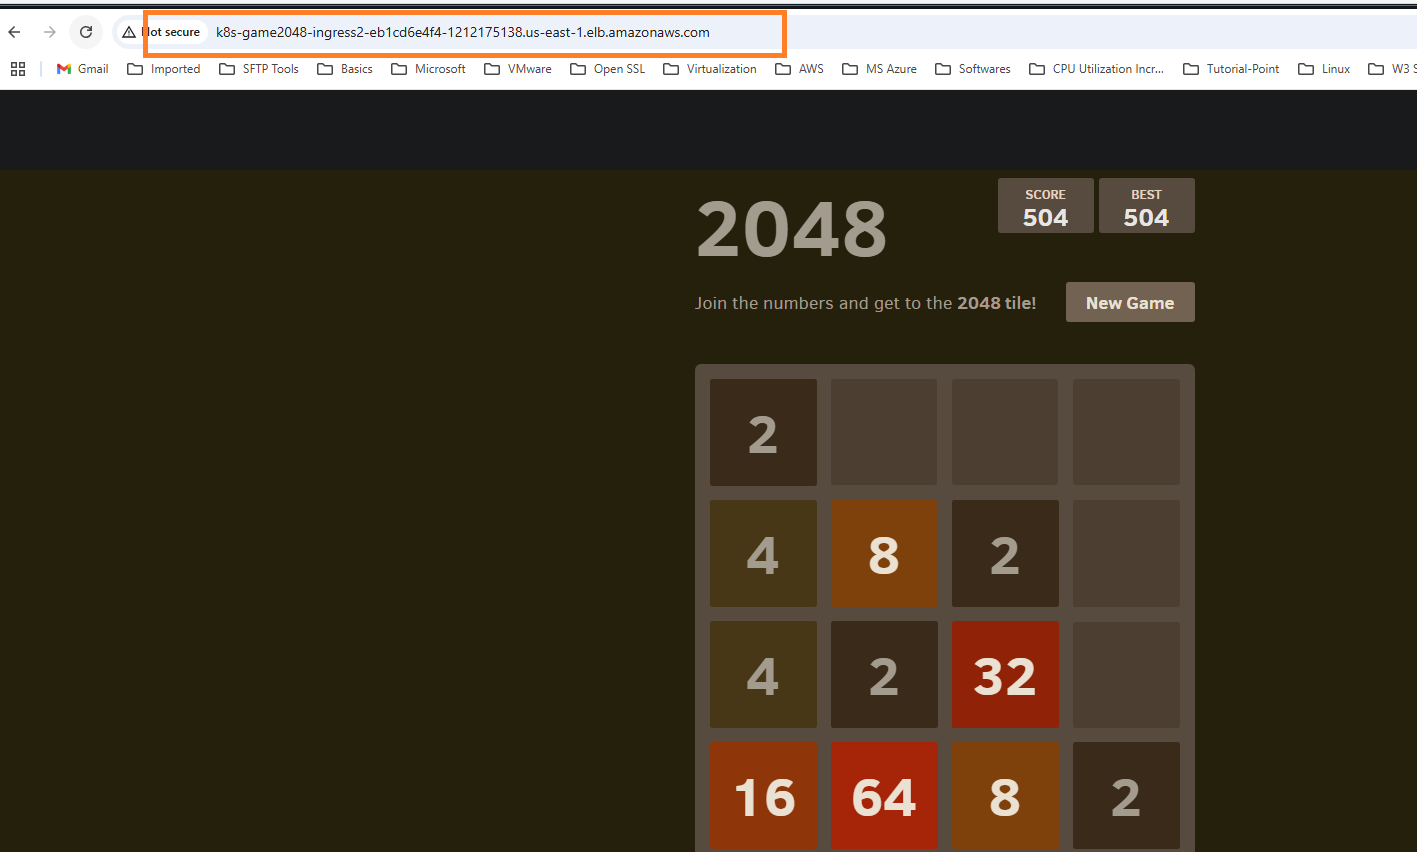 Not secure k8s-game2048-ingress2-eb1cd6e4f4-1212175138.us-east-1.elb.amazonaws.com
Gmail Imported SFTP Tools Basics Microsoft VMware Open SSL Virtualization AWS MS Azure Softwares CPU Utilization Incr... Tutorial-Point Linux W3 S
2048
SCORE BEST
504 504
Join the numbers and get to the 2048 tile! New Game
2
4 8 2
4 2 32
16 64 8 2